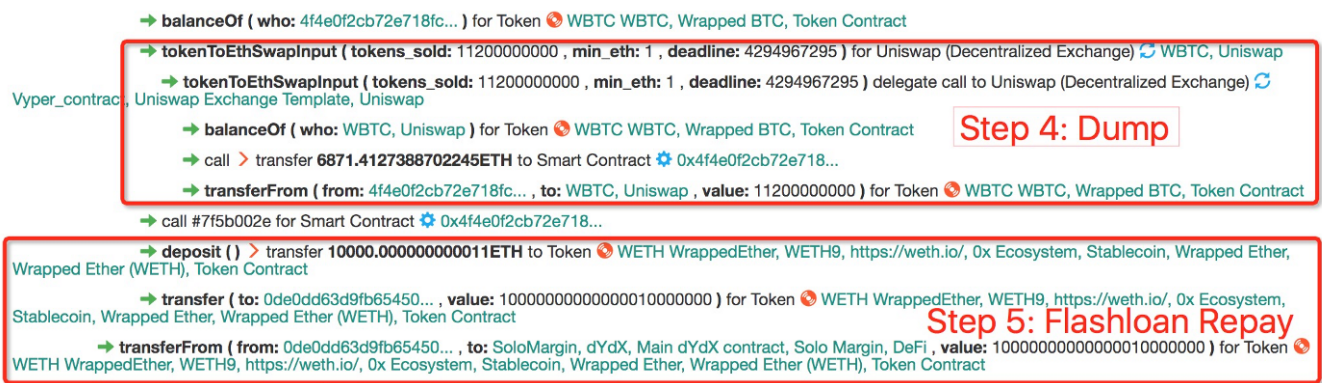 balanceOf ( who: 4f4e0f2cb72e718fc... ) for Token WBTC WBTC, Wrapped BTC, Token Contract
tokenToEthSwapInput ( tokens_sold: 11200000000 , min_eth: 1 , deadline: 4294967295 ) for Uniswap (Decentralized Exchange) WBTC, Uniswap
tokenToEthSwapInput ( tokens_sold: 11200000000 , min_eth: 1 , deadline: 4294967295 ) delegate call to Uniswap (Decentralized Exchange)
Vyper_contract, Uniswap Exchange Template, Uniswap
balanceOf ( who: WBTC, Uniswap ) for Token WBTC WBTC, Wrapped BTC, Token Contract
Step 4: Dump
call > transfer 6871.4127388702245ETH to Smart Contract 0x4f4e0f2cb72e718...
transferFrom ( from: 4f4e0f2cb72e718fc... , to: WBTC, Uniswap , value: 11200000000 ) for Token WBTC WBTC, Wrapped BTC, Token Contract
call #7f5b002e for Smart Contract 0x4f4e0f2cb72e718...
deposit ( ) > transfer 10000.000000000011ETH to Token WETH WrappedEther, WETH9, https://weth.io/, 0x Ecosystem, Stablecoin, Wrapped Ether,
Wrapped Ether (WETH), Token Contract
transfer ( to: 0de0dd63d9fb65450... , value: 10000000000000010000000 ) for Token WETH WrappedEther, WETH9, https://weth.io/, 0x Ecosystem,
Stablecoin, Wrapped Ether, Wrapped Ether (WETH), Token Contract
Step 5: Flashloan Repay
transferFrom ( from: 0de0dd63d9fb65450... , to: SoloMargin, dYdX, Main dYdX contract, Solo Margin, DeFi , value: 10000000000000010000000 ) for Token
WETH WrappedEther, WETH9, https://weth.io/, 0x Ecosystem, Stablecoin, Wrapped Ether, Wrapped Ether (WETH), Token Contract